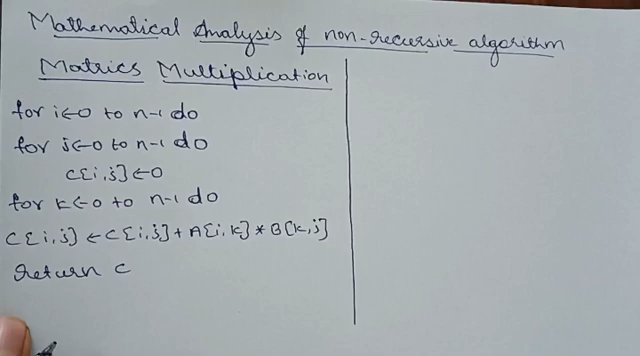 Mathematical Analysis of non-recursive algorithm
Matrics Multiplication
for i←0 to n-1 do
for j←0 to n-1 do
C[i,j]←0
for k←0 to n-1 do
C[i,j]←C[i,j]+A[i,k]*B[k,j]
return C